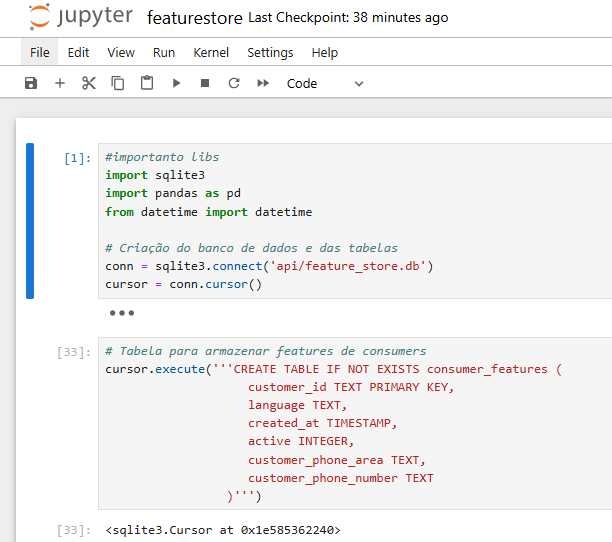 jupyter featurestore Last Checkpoint: 38 minutes ago
File Edit View Run Kernel Settings Help
Code
[1]: #importanto libs
import sqlite3
import pandas as pd
from datetime import datetime
# Criação do banco de dados e das tabelas
conn = sqlite3.connect('api/feature_store.db')
cursor = conn.cursor()
[33]: # Tabela para armazenar features de consumers
cursor.execute('''CREATE TABLE IF NOT EXISTS consumer_features (
customer_id TEXT PRIMARY KEY,
language TEXT,
created_at TIMESTAMP,
active INTEGER,
customer_phone_area TEXT,
customer_phone_number TEXT
)''')
[33]: <sqlite3.Cursor at 0x1e585362240>